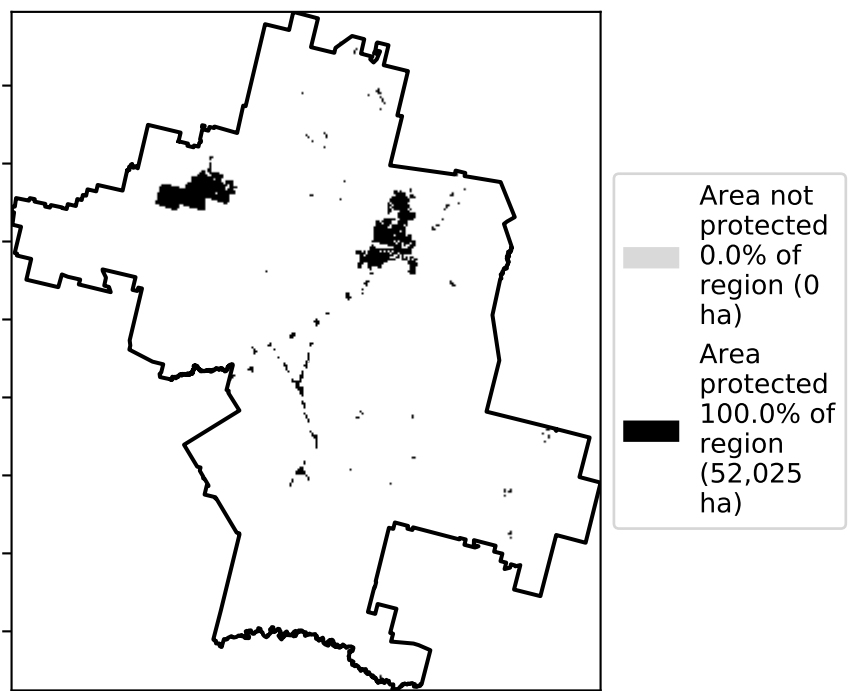 Area not
protected
0.0% of
region (0
ha)
Area
protected
100.0% of
region
(52,025
ha)